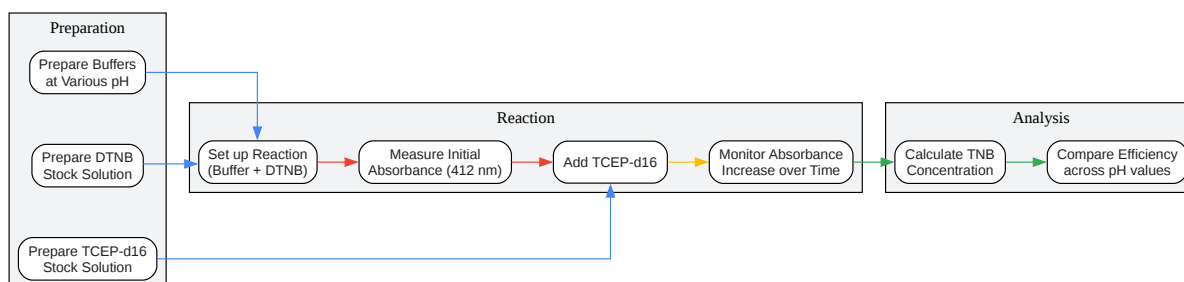 Preparation
Prepare Buffers
at Various pH
Prepare DTNB
Stock Solution
Prepare TCEP-d16
Stock Solution
Reaction
Set up Reaction
(Buffer + DTNB)
Measure Initial
Absorbance (412 nm)
Add TCEP-d16
Monitor Absorbance
Increase over Time
Analysis
Calculate TNB
Concentration
Compare Efficiency
across pH values